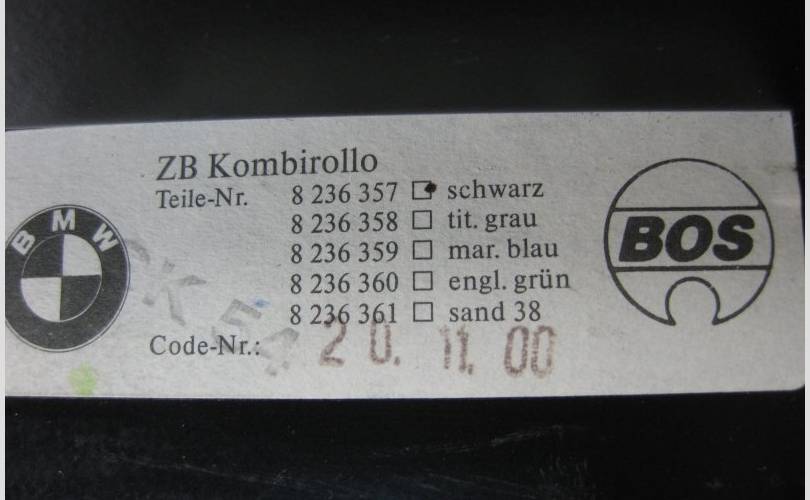 ZB Kombirollo
Teile-Nr. 8 236 357 schwarz
8 236 358 tit. grau
8 236 359 mar. blau
8 236 360 engl. grün
8 236 361 sand 38
Code-Nr.: 20. 11. 00
BMW
BOS